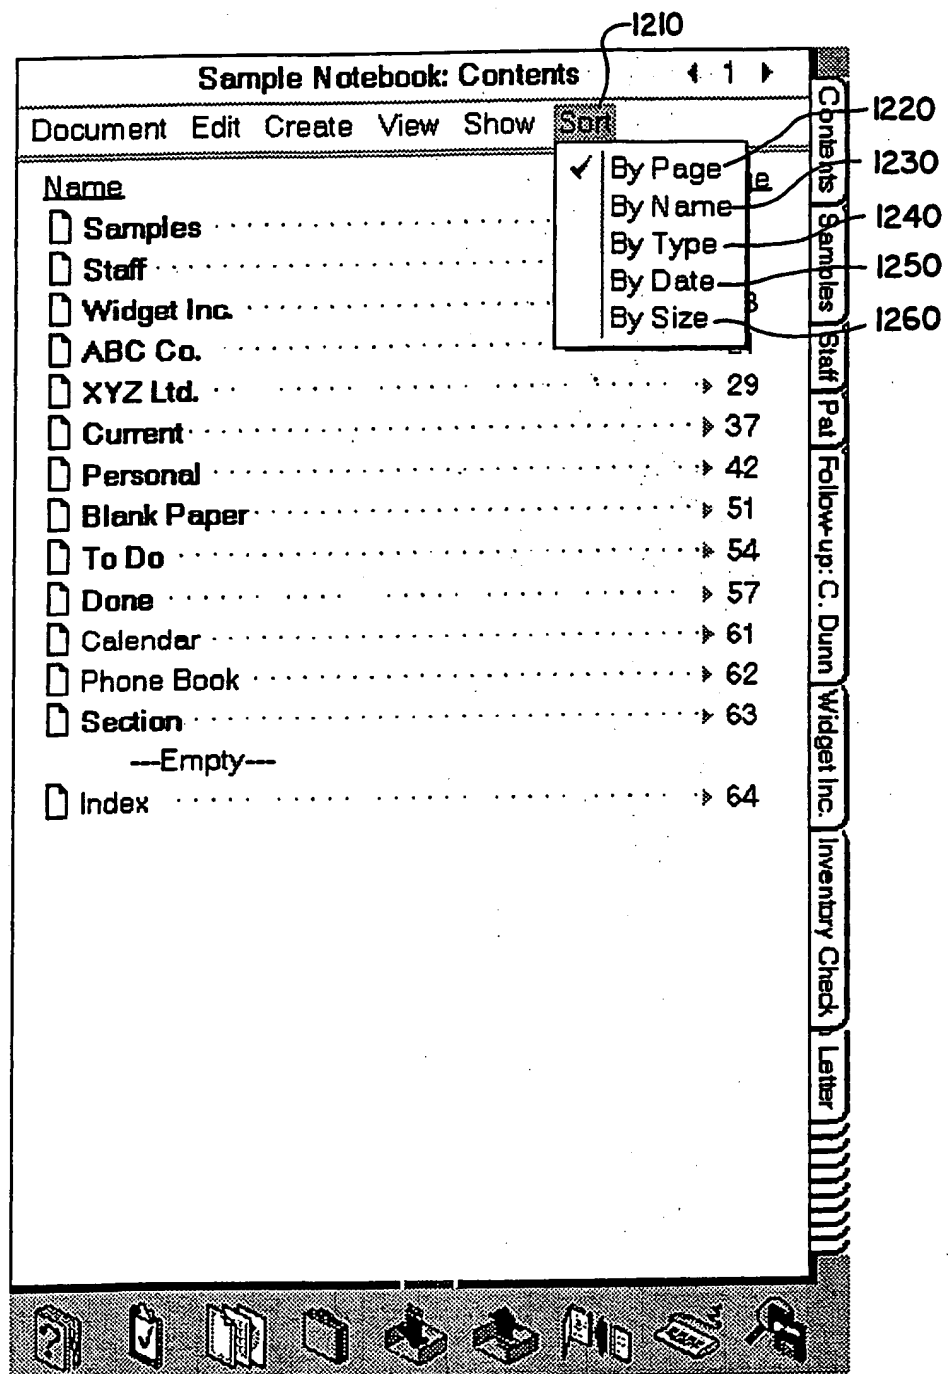 1210
Sample Notebook: Contents 1
Document Edit Create View Show Sort
By Page 1220
By Name 1230
By Type 1240
By Date 1250
By Size 1260
Name
Samples
Staff
Widget Inc.
ABC Co.
XYZ Ltd. 29
Current 37
Personal 42
Blank Paper 51
To Do 54
Done 57
Calendar 61
Phone Book 62
Section 63
---Empty---
Index 64
Contents
Samples
Staff
Pat
Follow-up: C. Dunn
Widget Inc.
Inventory Check
Letter